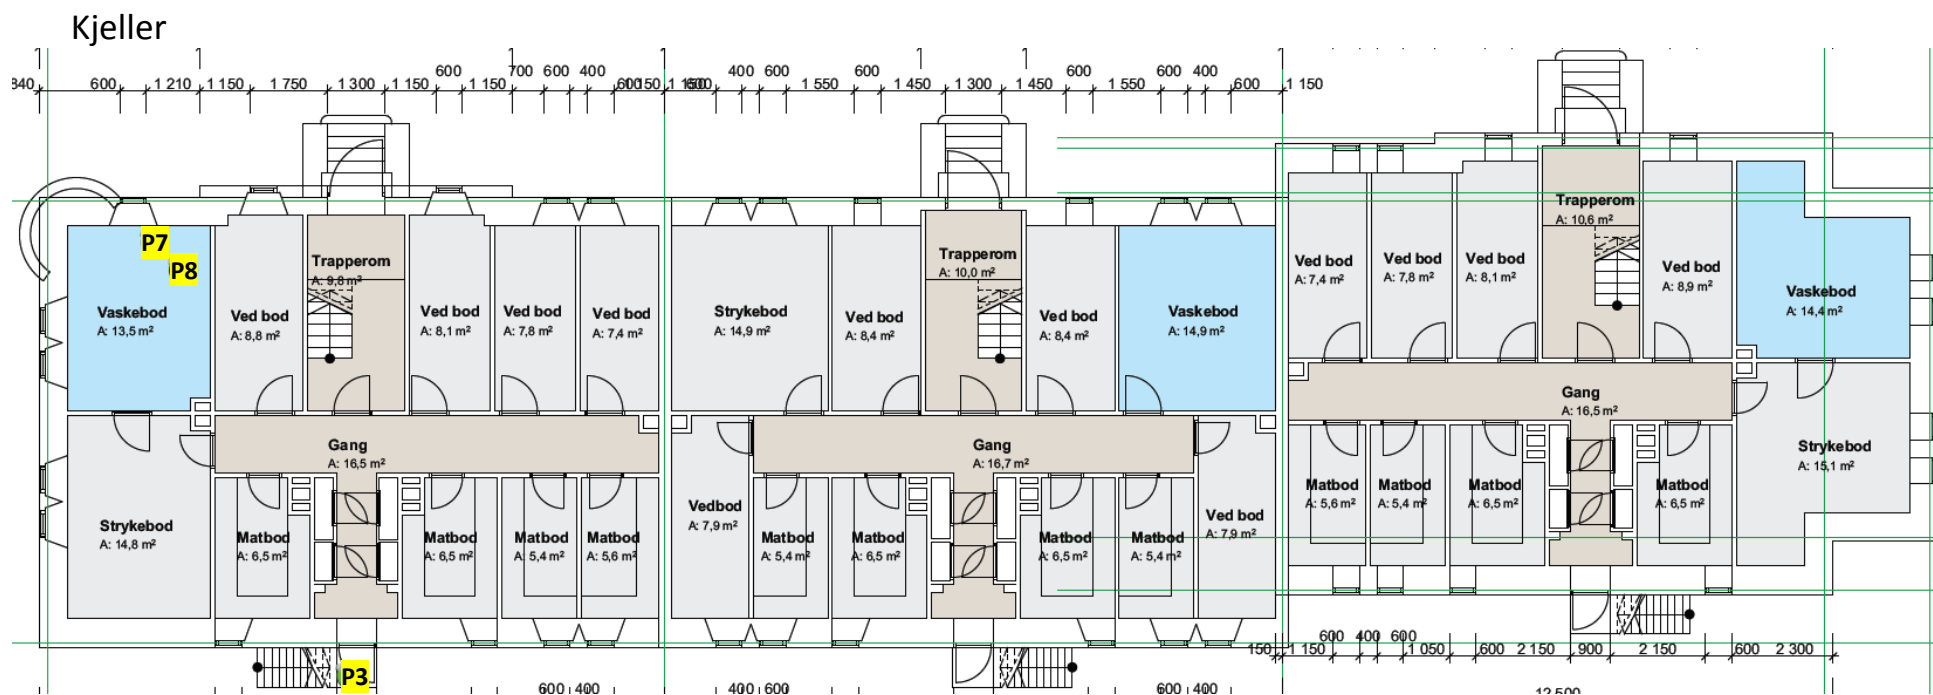 Kjeller
600 700 600 400 400 600 600 600 600 400
840 600 1 210 1 150 1 750 1 300 1 150 1 150 1 550 1 450 1 300 1 450 1 550 600 1 150
P7
P8
Vaskebod
A: 13,5 m²
Ved bod
A: 8,8 m²
Trapperom
A: 9,8 m²
Ved bod
A: 8,1 m²
Ved bod
A: 7,8 m²
Ved bod
A: 7,4 m²
Strykebod
A: 14,9 m²
Ved bod
A: 8,4 m²
Trapperom
A: 10,0 m²
Ved bod
A: 8,4 m²
Vaskebod
A: 14,9 m²
Ved bod
A: 7,4 m²
Ved bod
A: 7,8 m²
Ved bod
A: 8,1 m²
Trapperom
A: 10,6 m²
Ved bod
A: 8,9 m²
Vaskebod
A: 14,4 m²
Gang
A: 16,5 m²
Gang
A: 16,7 m²
Gang
A: 16,5 m²
Strykebod
A: 14,8 m²
Matbod
A: 6,5 m²
Matbod
A: 6,5 m²
Matbod
A: 5,4 m²
Matbod
A: 5,6 m²
Vedbod
A: 7,9 m²
Matbod
A: 5,4 m²
Matbod
A: 6,5 m²
Matbod
A: 6,5 m²
Matbod
A: 5,4 m²
Ved bod
A: 7,9 m²
Matbod
A: 5,6 m²
Matbod
A: 5,4 m²
Matbod
A: 6,5 m²
Matbod
A: 6,5 m²
Strykebod
A: 15,1 m²
P3
600 400 600
150 1 150 1 050 600 2 150 900 2 150 600 2 300
600 400 400 600 600 400 12 500